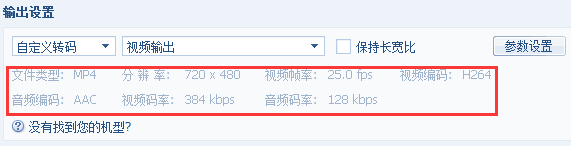 输出设置
自定义转码 视频输出 保持长宽比 参数设置
文件类型: MP4 分 辨 率: 720 x 480 视频帧率: 25.0 fps 视频编码: H264
音频编码: AAC 视频码率: 384 kbps 音频码率: 128 kbps
没有找到您的机型?